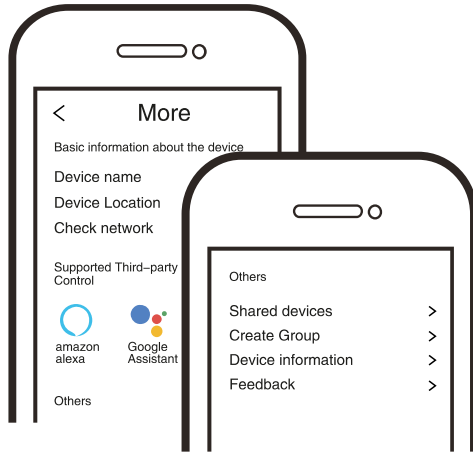 More
Basic information about the device
Device name
Device Location
Check network
Supported Third–party
Control
amazon
alexa
Google
Assistant
Others
Others
Shared devices
Create Group
Device information
Feedback